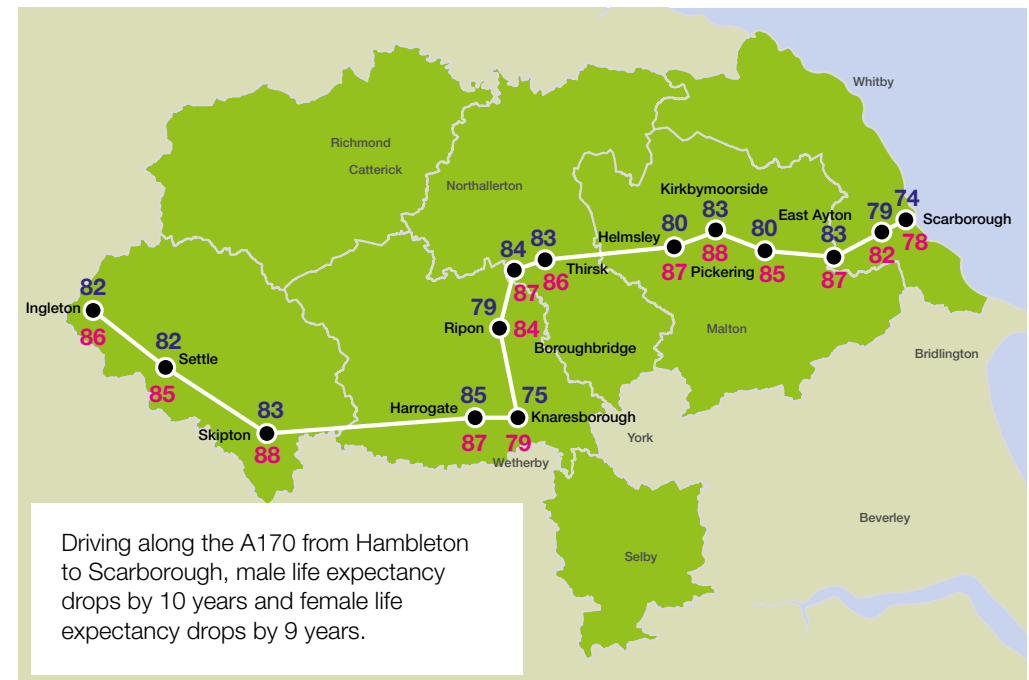 Whitby
Richmond
Catterick
Northallerton
Kirkbymoorside
74
83
East Ayton
79
Scarborough
80
80
Helmsley
83
78
83
84
88
82
Thirsk
87
Pickering
85
87
86
87
82
79
Ingleton
Ripon
84
Malton
86
82
Boroughbridge
Bridlington
Settle
85
83
Harrogate
85
75
Knaresborough
Skipton
88
87
79
York
Wetherby
Beverley
Selby
Driving along the A170 from Hambleton
to Scarborough, male life expectancy
drops by 10 years and female life
expectancy drops by 9 years.